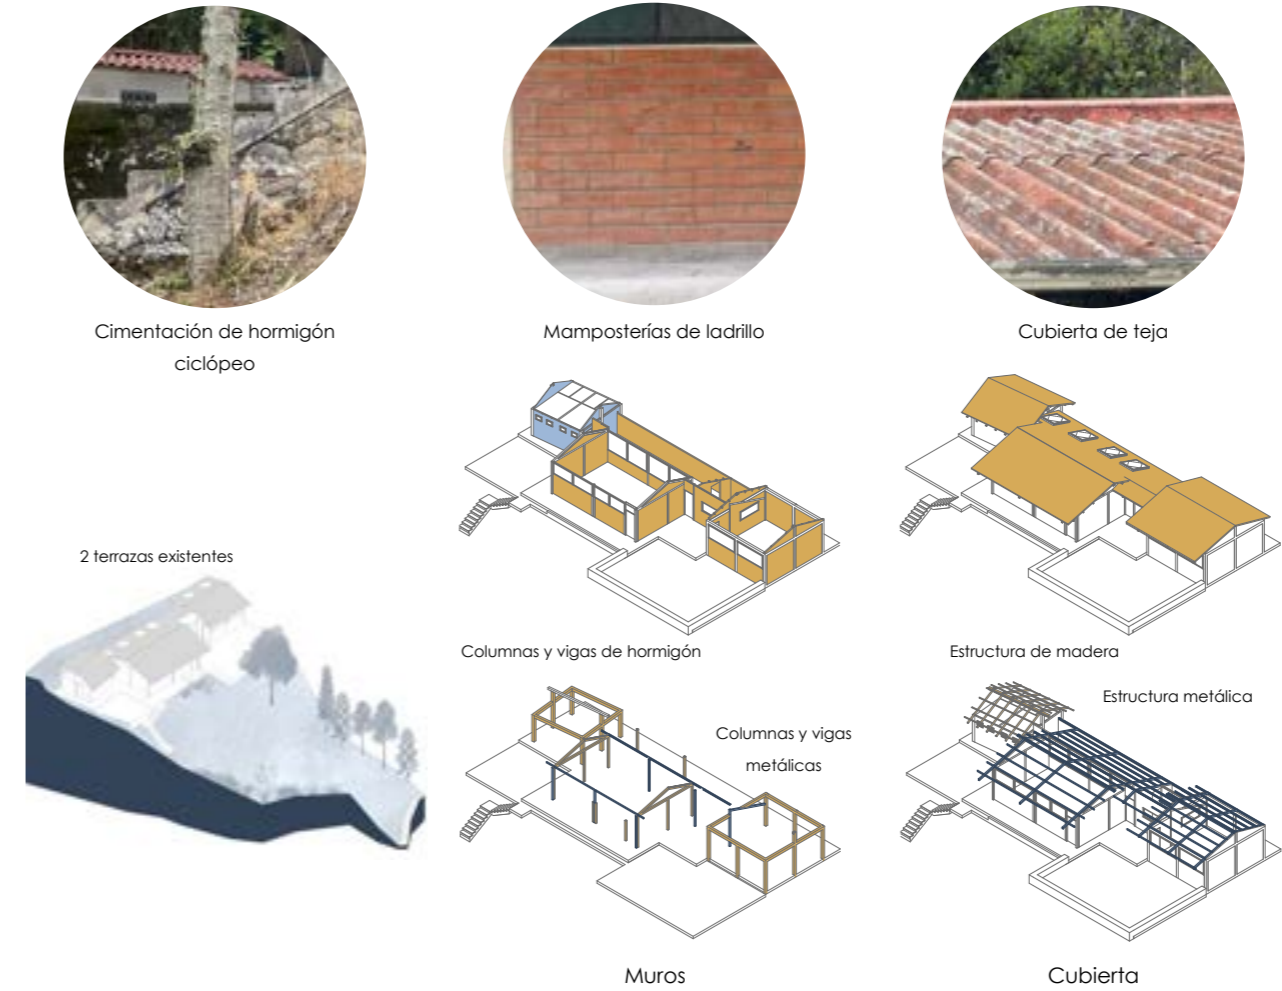 Cimentación de hormigón
ciclópeo
Mamposterías de ladrillo
Cubierta de teja
2 terrazas existentes
Columnas y vigas de hormigón
Estructura de madera
Columnas y vigas
metálicas
Estructura metálica
Muros
Cubierta